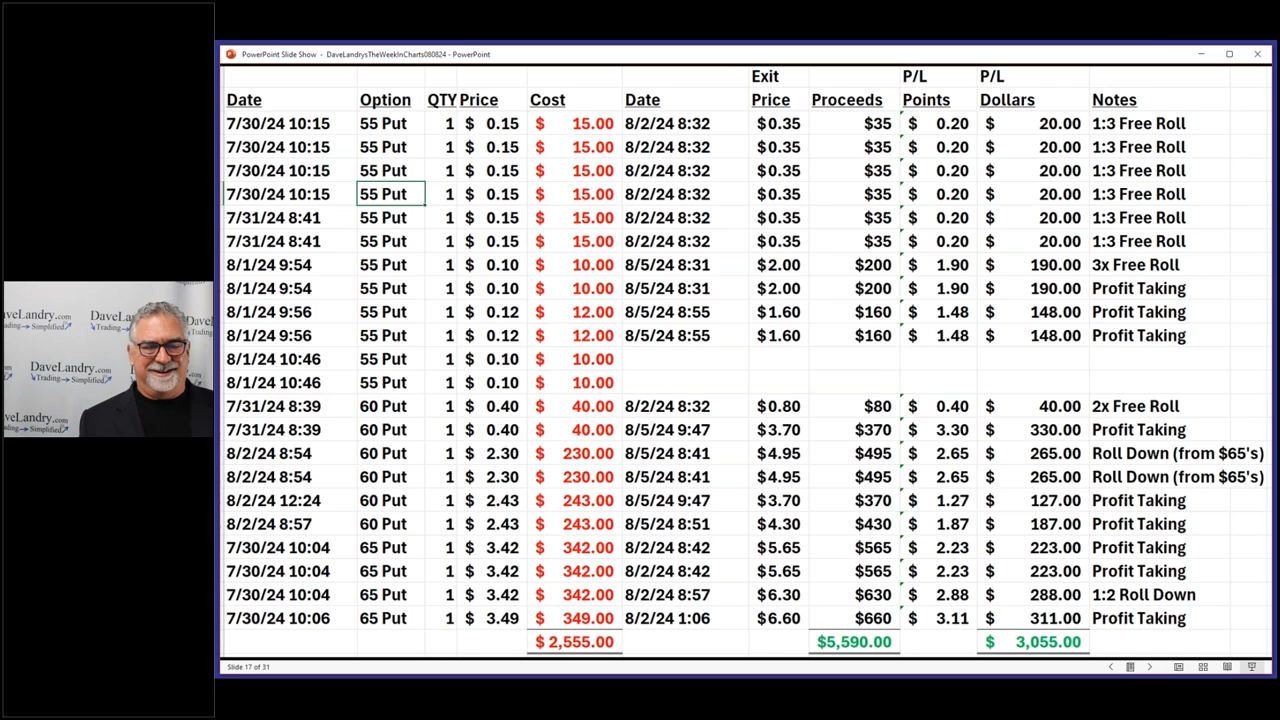 PowerPoint Slide Show - DaveLandrysTheWeekInCharts080824 - PowerPoint
Exit P/L P/L
Date Option QTY Price Cost Date Price Proceeds Points Dollars Notes
7/30/24 10:15 55 Put 1 $ 0.15 $ 15.00 8/2/24 8:32 $0.35 $35 $ 0.20 $ 20.00 1:3 Free Roll
7/30/24 10:15 55 Put 1 $ 0.15 $ 15.00 8/2/24 8:32 $0.35 $35 $ 0.20 $ 20.00 1:3 Free Roll
7/30/24 10:15 55 Put 1 $ 0.15 $ 15.00 8/2/24 8:32 $0.35 $35 $ 0.20 $ 20.00 1:3 Free Roll
7/30/24 10:15 55 Put 1 $ 0.15 $ 15.00 8/2/24 8:32 $0.35 $35 $ 0.20 $ 20.00 1:3 Free Roll
7/31/24 8:41 55 Put 1 $ 0.15 $ 15.00 8/2/24 8:32 $0.35 $35 $ 0.20 $ 20.00 1:3 Free Roll
7/31/24 8:41 55 Put 1 $ 0.15 $ 15.00 8/2/24 8:32 $0.35 $35 $ 0.20 $ 20.00 1:3 Free Roll
8/1/24 9:54 55 Put 1 $ 0.10 $ 10.00 8/5/24 8:31 $2.00 $200 $ 1.90 $ 190.00 3x Free Roll
8/1/24 9:54 55 Put 1 $ 0.10 $ 10.00 8/5/24 8:31 $2.00 $200 $ 1.90 $ 190.00 Profit Taking
8/1/24 9:56 55 Put 1 $ 0.12 $ 12.00 8/5/24 8:55 $1.60 $160 $ 1.48 $ 148.00 Profit Taking
8/1/24 9:56 55 Put 1 $ 0.12 $ 12.00 8/5/24 8:55 $1.60 $160 $ 1.48 $ 148.00 Profit Taking
8/1/24 10:46 55 Put 1 $ 0.10 $ 10.00
8/1/24 10:46 55 Put 1 $ 0.10 $ 10.00
7/31/24 8:39 60 Put 1 $ 0.40 $ 40.00 8/2/24 8:32 $0.80 $80 $ 0.40 $ 40.00 2x Free Roll
7/31/24 8:39 60 Put 1 $ 0.40 $ 40.00 8/5/24 9:47 $3.70 $370 $ 3.30 $ 330.00 Profit Taking
8/2/24 8:54 60 Put 1 $ 2.30 $ 230.00 8/5/24 8:41 $4.95 $495 $ 2.65 $ 265.00 Roll Down (from $65's)
8/2/24 8:54 60 Put 1 $ 2.30 $ 230.00 8/5/24 8:41 $4.95 $495 $ 2.65 $ 265.00 Roll Down (from $65's)
8/2/24 12:24 60 Put 1 $ 2.43 $ 243.00 8/5/24 9:47 $3.70 $370 $ 1.27 $ 127.00 Profit Taking
8/2/24 8:57 60 Put 1 $ 2.43 $ 243.00 8/5/24 8:51 $4.30 $430 $ 1.87 $ 187.00 Profit Taking
7/30/24 10:04 65 Put 1 $ 3.42 $ 342.00 8/2/24 8:42 $5.65 $565 $ 2.23 $ 223.00 Profit Taking
7/30/24 10:04 65 Put 1 $ 3.42 $ 342.00 8/2/24 8:42 $5.65 $565 $ 2.23 $ 223.00 Profit Taking
7/30/24 10:04 65 Put 1 $ 3.42 $ 342.00 8/2/24 8:57 $6.30 $630 $ 2.88 $ 288.00 1:2 Roll Down
7/30/24 10:06 65 Put 1 $ 3.49 $ 349.00 8/2/24 1:06 $6.60 $660 $ 3.11 $ 311.00 Profit Taking
$ 2,555.00 $5,590.00 $ 3,055.00
Slide 17 of 31
DaveLandry.com
Trading Simplified